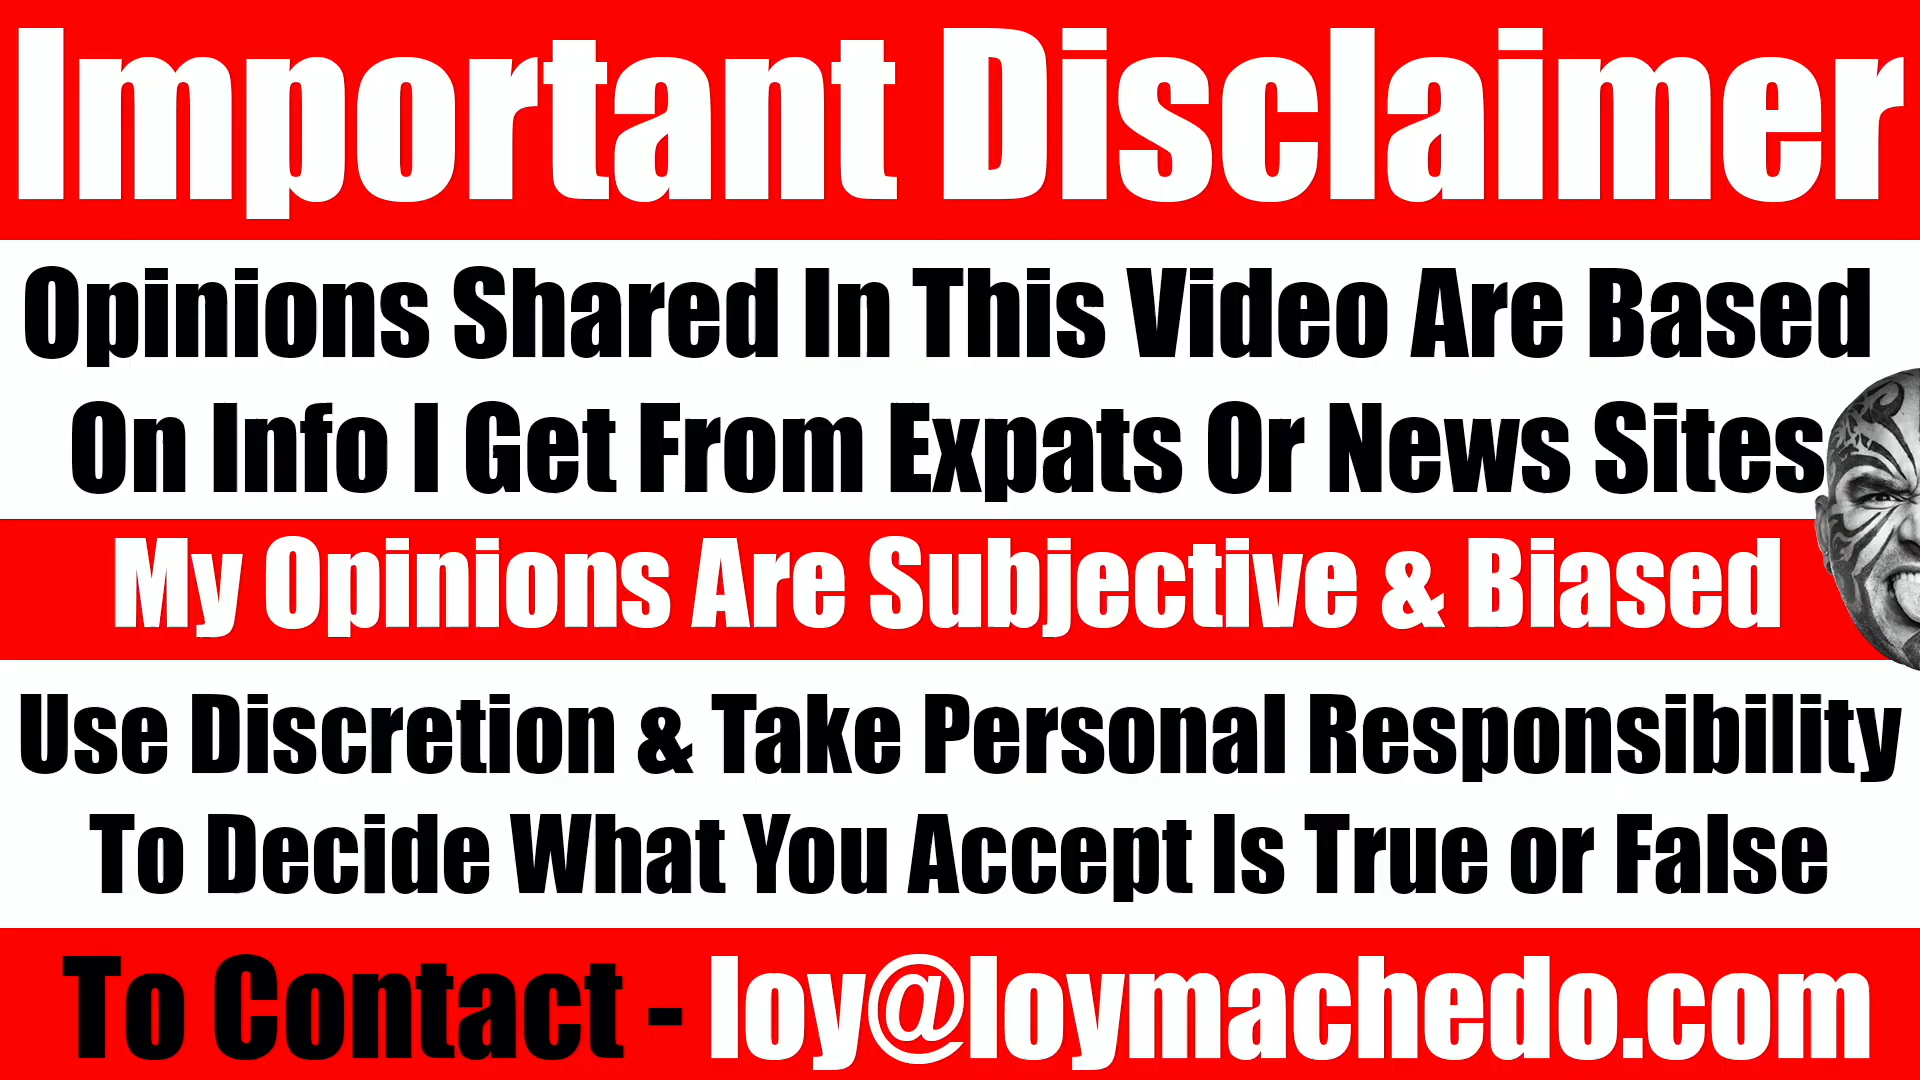 Important Disclaimer
Opinions Shared In This Video Are Based
On Info I Get From Expats Or News Sites
My Opinions Are Subjective & Biased
Use Discretion & Take Personal Responsibility
To Decide What You Accept Is True or False
To Contact - loy@loymachedo.com